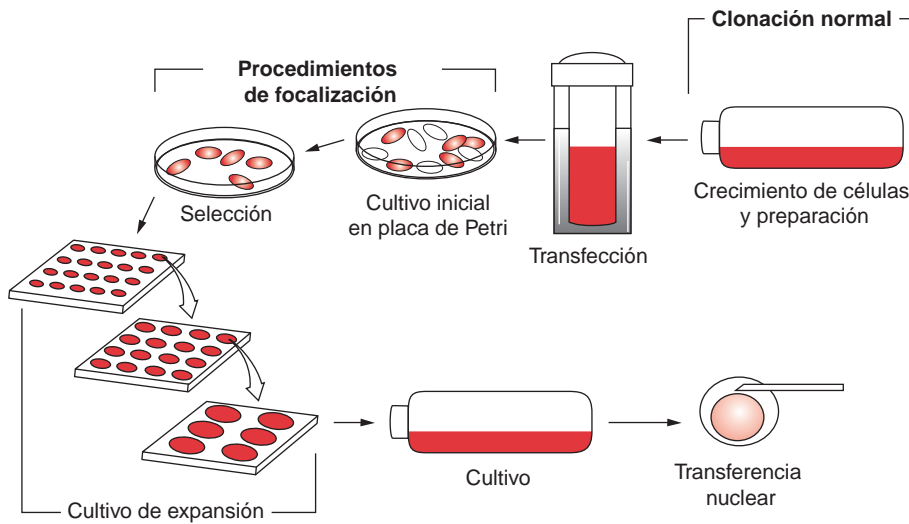 Clonación normal
Crecimiento de células
y preparación
Transfección
Procedimientos
de focalización
Cultivo inicial
en placa de Petri
Selección
Cultivo de expansión
Cultivo
Transferencia
nuclear